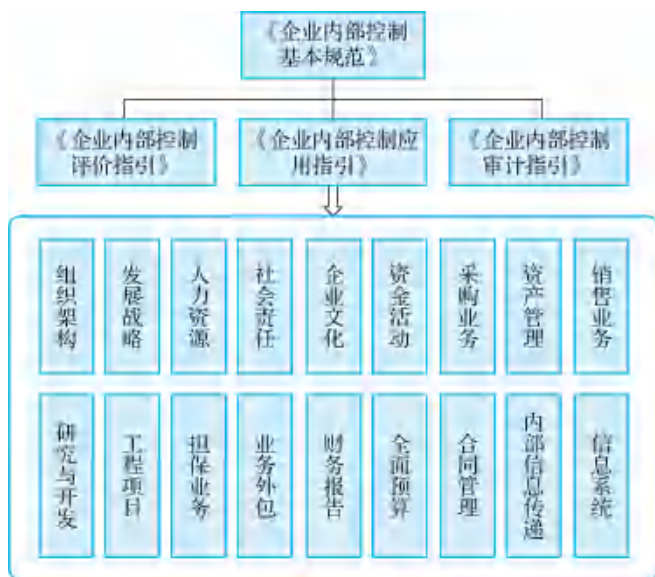 《企业内部控制
基本规范》
《企业内部控制
评价指引》
《企业内部控制应
用指引》
《企业内部控制
审计指引》
组织架构
发展战略
人力资源
社会责任
企业文化
资金活动
采购业务
资产管理
销售业务
研究与开发
工程项目
担保业务
业务外包
财务报告
全面预算
合同管理
内部信息传递
信息系统